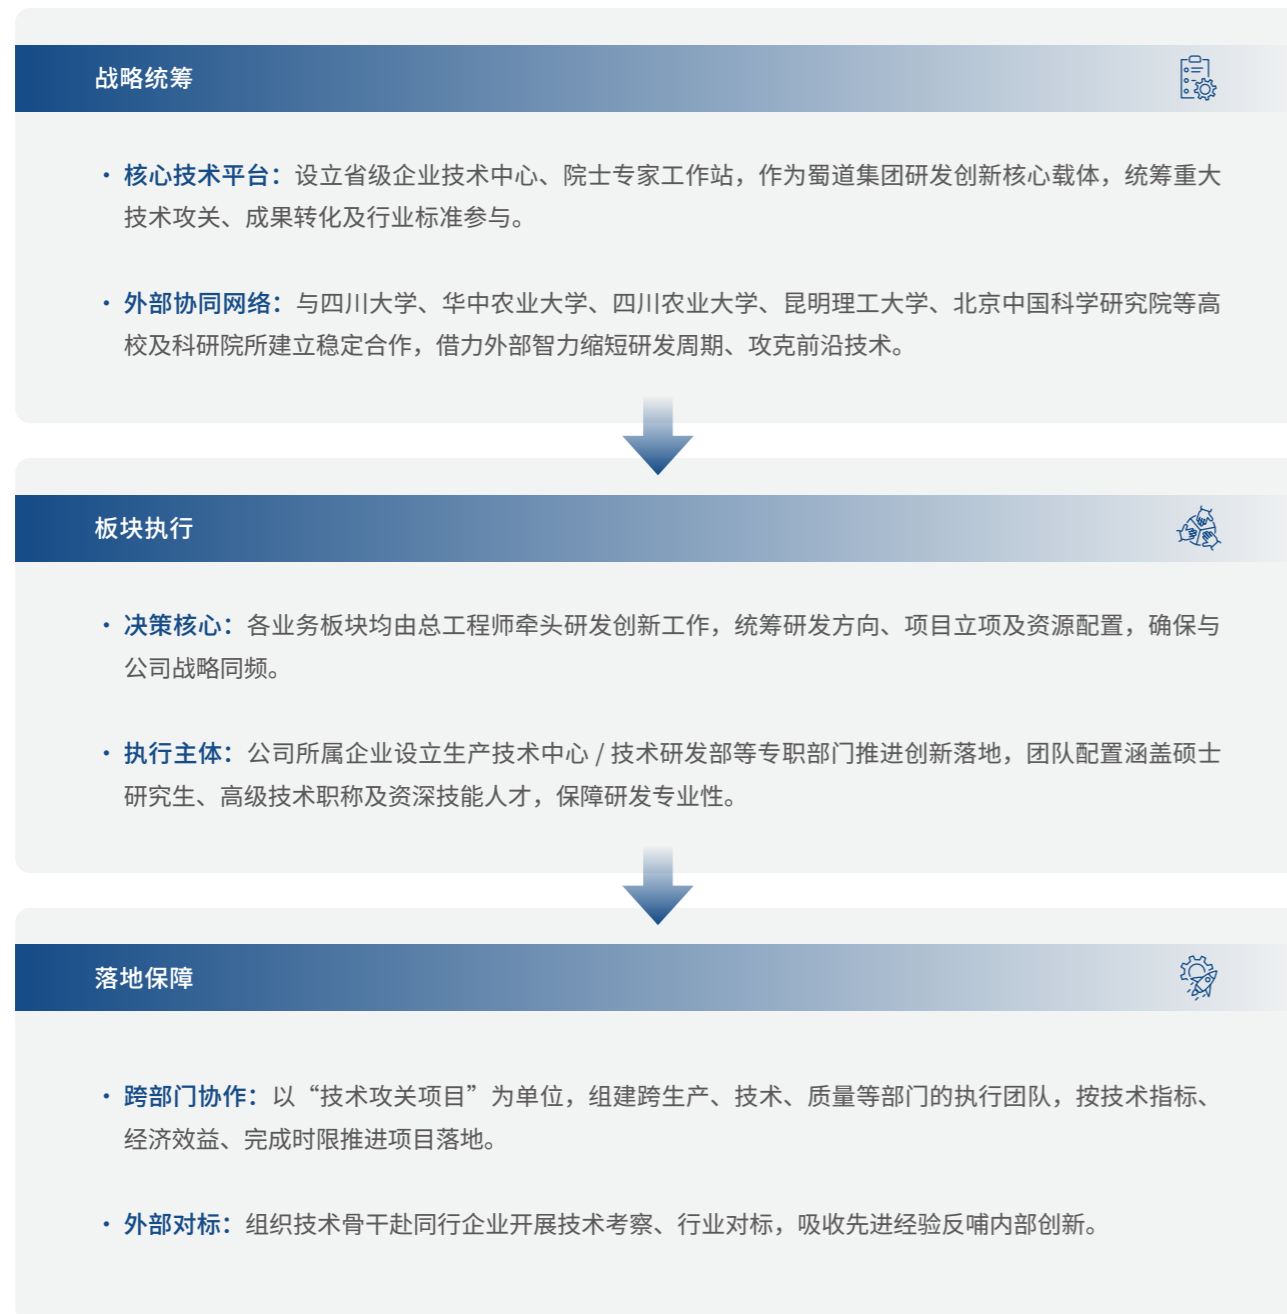 战略统筹
· 核心技术平台：设立省级企业技术中心、院士专家工作站，作为蜀道集团研发创新核心载体，统筹重大
技术攻关、成果转化及行业标准参与。
· 外部协同网络：与四川大学、华中农业大学、四川农业大学、昆明理工大学、北京中国科学研究院等高
校及科研院所建立稳定合作，借力外部智力缩短研发周期、攻克前沿技术。
板块执行
· 决策核心：各业务板块均由总工程师牵头研发创新工作，统筹研发方向、项目立项及资源配置，确保与
公司战略同频。
· 执行主体：公司所属企业设立生产技术中心 / 技术研发部等专职部门推进创新落地，团队配置涵盖硕士
研究生、高级技术职称及资深技能人才，保障研发专业性。
落地保障
· 跨部门协作：以“技术攻关项目”为单位，组建跨生产、技术、质量等部门的执行团队，按技术指标、
经济效益、完成时限推进项目落地。
· 外部对标：组织技术骨干赴同行企业开展技术考察、行业对标，吸收先进经验反哺内部创新。